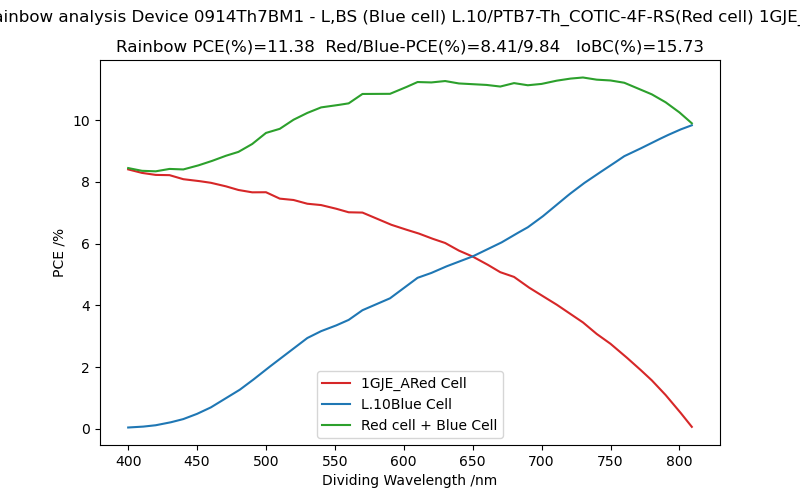 inbow analysis Device 0914Th7BM1 - L,BS (Blue cell) L.10/PTB7-Th_COTIC-4F-RS(Red cell) 1GJE_
Rainbow PCE(%)=11.38 Red/Blue-PCE(%)=8.41/9.84 IoBC(%)=15.73
PCE /%
10
8
6
4
2
0
1GJE_ARed Cell
L.10Blue Cell
Red cell + Blue Cell
400 450 500 550 600 650 700 750 800
Dividing Wavelength /nm